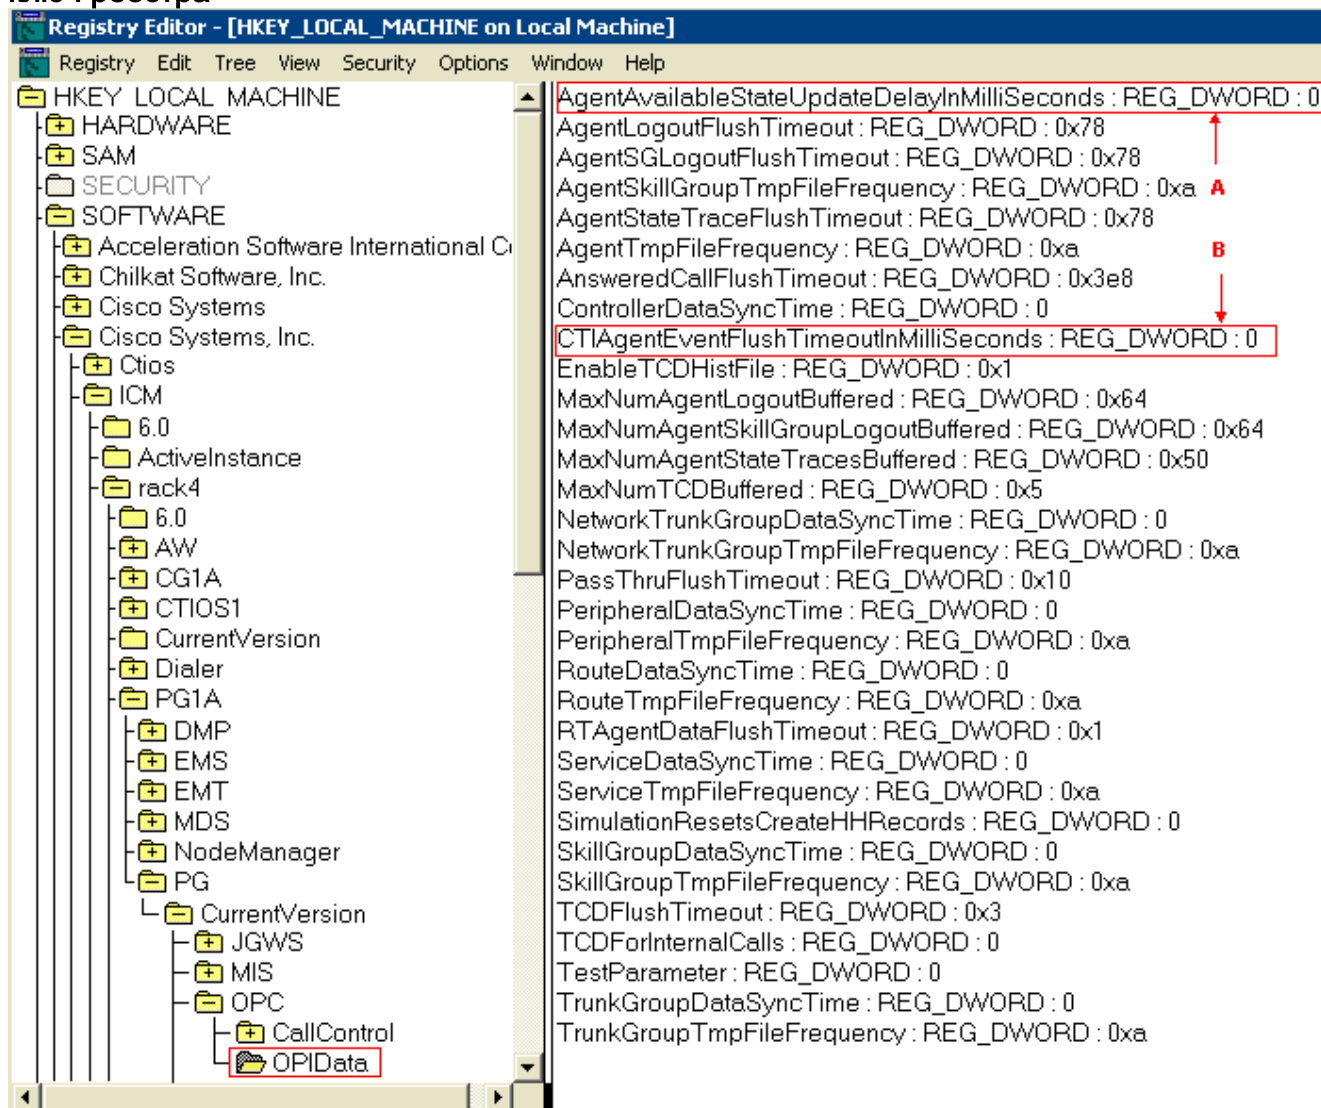 Registry Editor - [HKEY_LOCAL_MACHINE on Local Machine]
Registry Edit Tree View Security Options Window Help
HKEY_LOCAL_MACHINE
HARDWARE
SAM
SECURITY
SOFTWARE
Acceleration Software International
Chilkat Software, Inc.
Cisco Systems
Cisco Systems, Inc.
Ctios
ICM
6.0
ActiveInstance
rack4
6.0
AW
CG1A
CTIOS1
CurrentVersion
Dialer
PG1A
DMP
EMS
EMT
MDS
NodeManager
PG
CurrentVersion
JGWS
MIS
OPC
CallControl
OPIData
AgentAvailableStateUpdateDelayInMilliSeconds : REG_DWORD : 0
AgentLogoutFlushTimeout : REG_DWORD : 0x78
AgentSGLogoutFlushTimeout : REG_DWORD : 0x78
AgentSkillGroupTmpFileFrequency : REG_DWORD : 0xa
A
AgentStateTraceFlushTimeout : REG_DWORD : 0x78
AgentTmpFileFrequency : REG_DWORD : 0xa
B
AnsweredCallFlushTimeout : REG_DWORD : 0x3e8
ControllerDataSyncTime : REG_DWORD : 0
CTIAgentEventFlushTimeoutInMilliSeconds : REG_DWORD : 0
EnableTCDHistFile : REG_DWORD : 0x1
MaxNumAgentLogoutBuffered : REG_DWORD : 0x64
MaxNumAgentSkillGroupLogoutBuffered : REG_DWORD : 0x64
MaxNumAgentStateTracesBuffered : REG_DWORD : 0x50
MaxNumTCDBuffered : REG_DWORD : 0x5
NetworkTrunkGroupDataSyncTime : REG_DWORD : 0
NetworkTrunkGroupTmpFileFrequency : REG_DWORD : 0xa
PassThruFlushTimeout : REG_DWORD : 0x10
PeripheralDataSyncTime : REG_DWORD : 0
PeripheralTmpFileFrequency : REG_DWORD : 0xa
RouteDataSyncTime : REG_DWORD : 0
RouteTmpFileFrequency : REG_DWORD : 0xa
RTAgentDataFlushTimeout : REG_DWORD : 0x1
ServiceDataSyncTime : REG_DWORD : 0
ServiceTmpFileFrequency : REG_DWORD : 0xa
SimulationResetsCreateHHRecords : REG_DWORD : 0
SkillGroupDataSyncTime : REG_DWORD : 0
SkillGroupTmpFileFrequency : REG_DWORD : 0xa
TCDFlushTimeout : REG_DWORD : 0x3
TCDForInternalCalls : REG_DWORD : 0
TestParameter : REG_DWORD : 0
TrunkGroupDataSyncTime : REG_DWORD : 0
TrunkGroupTmpFileFrequency : REG_DWORD : 0xa